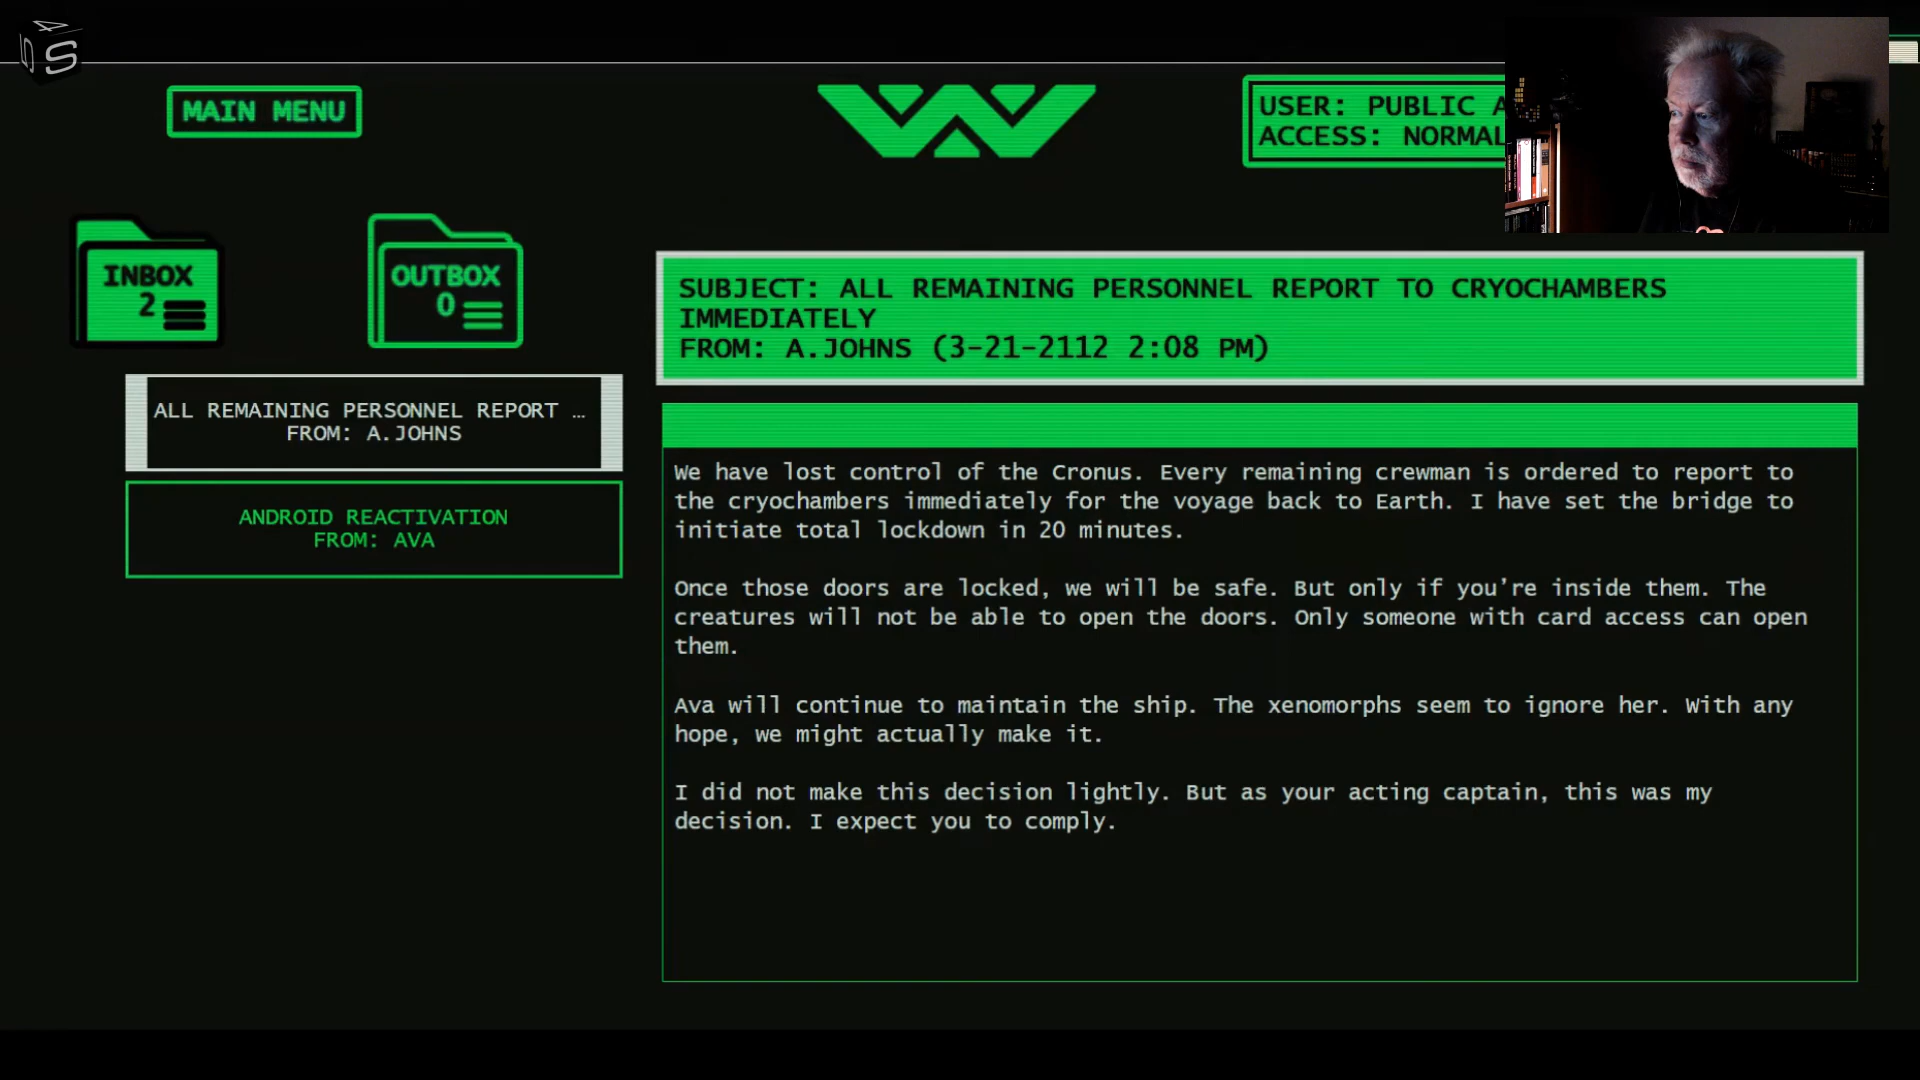 MAIN MENU
USER: PUBLIC A
ACCESS: NORMAL
INBOX
2
OUTBOX
0
ALL REMAINING PERSONNEL REPORT …
FROM: A.JOHNS
ANDROID REACTIVATION
FROM: AVA
SUBJECT: ALL REMAINING PERSONNEL REPORT TO CRYOCHAMBERS
IMMEDIATELY
FROM: A.JOHNS (3-21-2112 2:08 PM)
We have lost control of the Cronus. Every remaining crewman is ordered to report to
the cryochambers immediately for the voyage back to Earth. I have set the bridge to
initiate total lockdown in 20 minutes.
Once those doors are locked, we will be safe. But only if you’re inside them. The
creatures will not be able to open the doors. Only someone with card access can open
them.
Ava will continue to maintain the ship. The xenomorphs seem to ignore her. With any
hope, we might actually make it.
I did not make this decision lightly. But as your acting captain, this was my
decision. I expect you to comply.